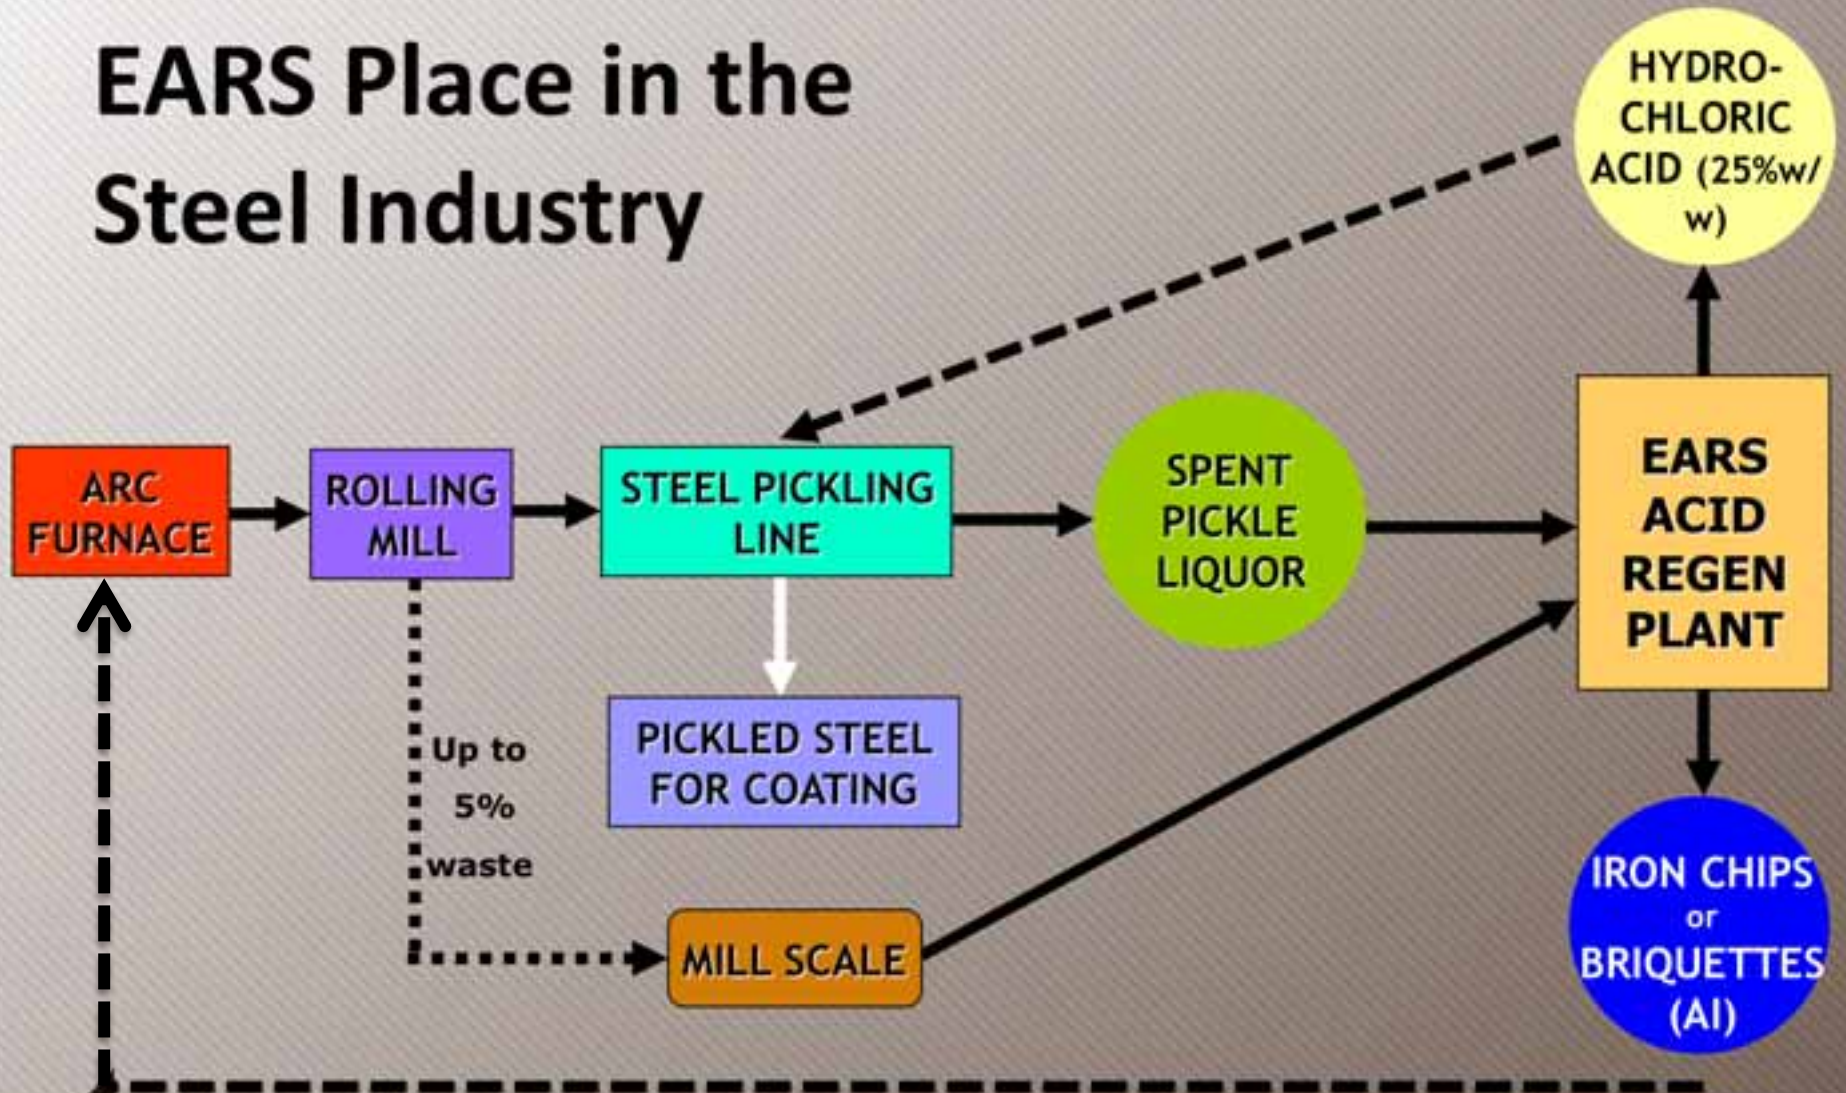 EARS Place in the
Steel Industry
HYDRO-
CHLORIC
ACID (25%w/
w)
ARC
FURNACE
ROLLING
MILL
STEEL PICKLING
LINE
SPENT
PICKLE
LIQUOR
EARS
ACID
REGEN
PLANT
PICKLED STEEL
FOR COATING
Up to
5%
waste
MILL SCALE
IRON CHIPS
or
BRIQUETTES
(AI)